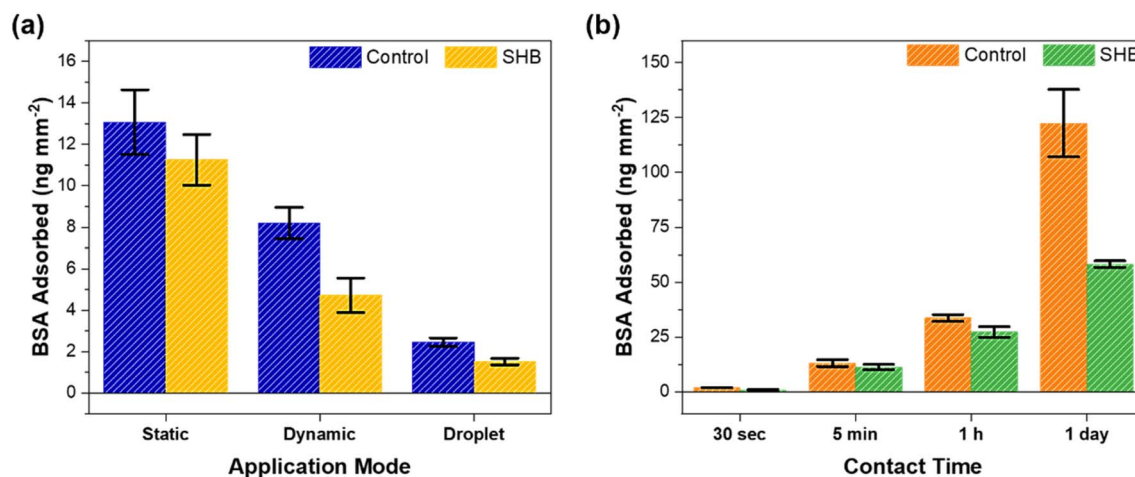 (a)
Control SHB
BSA Adsorbed (ng mm⁻²)
16
14
12
10
8
6
4
2
0
Static Dynamic Droplet
Application Mode
(b)
Control SHB
BSA Adsorbed (ng mm⁻²)
150
125
100
75
50
25
0
30 sec 5 min 1 h 1 day
Contact Time